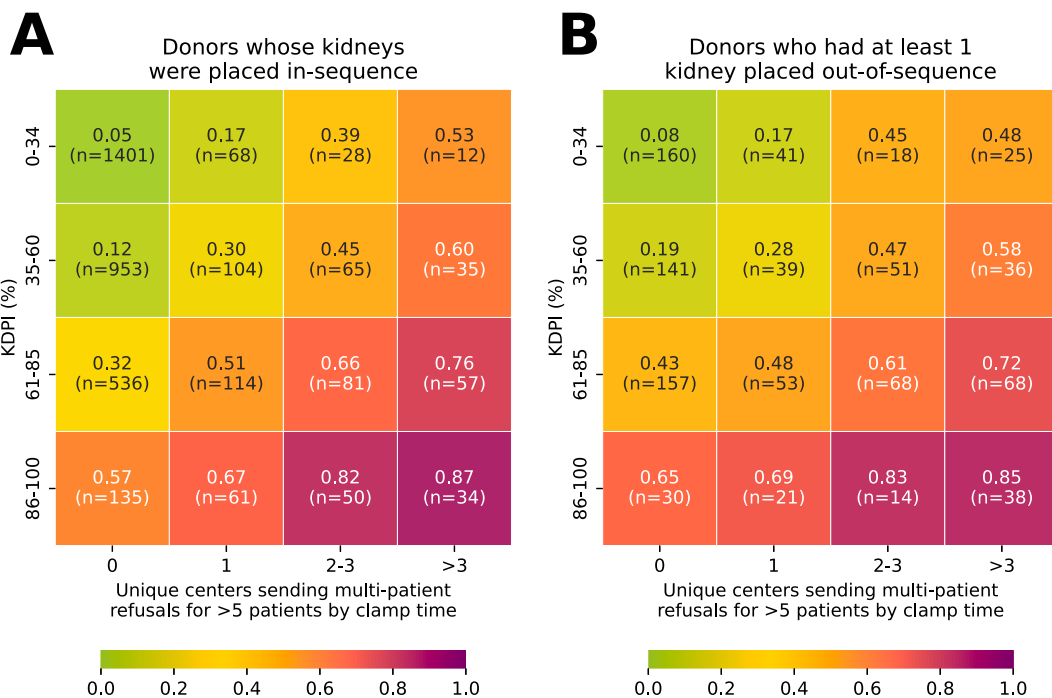 A
Donors whose kidneys
were placed in-sequence
KDPI (%)
0-34
35-60
61-85
86-100
0.05
(n=1401)
0.17
(n=68)
0.39
(n=28)
0.53
(n=12)
0.12
(n=953)
0.30
(n=104)
0.45
(n=65)
0.60
(n=35)
0.32
(n=536)
0.51
(n=114)
0.66
(n=81)
0.76
(n=57)
0.57
(n=135)
0.67
(n=61)
0.82
(n=50)
0.87
(n=34)
0
1
2-3
>3
Unique centers sending multi-patient
refusals for >5 patients by clamp time
0.0 0.2 0.4 0.6 0.8 1.0
B
Donors who had at least 1
kidney placed out-of-sequence
KDPI (%)
0-34
35-60
61-85
86-100
0.08
(n=160)
0.17
(n=41)
0.45
(n=18)
0.48
(n=25)
0.19
(n=141)
0.28
(n=39)
0.47
(n=51)
0.58
(n=36)
0.43
(n=157)
0.48
(n=53)
0.61
(n=68)
0.72
(n=68)
0.65
(n=30)
0.69
(n=21)
0.83
(n=14)
0.85
(n=38)
0
1
2-3
>3
Unique centers sending multi-patient
refusals for >5 patients by clamp time
0.0 0.2 0.4 0.6 0.8 1.0